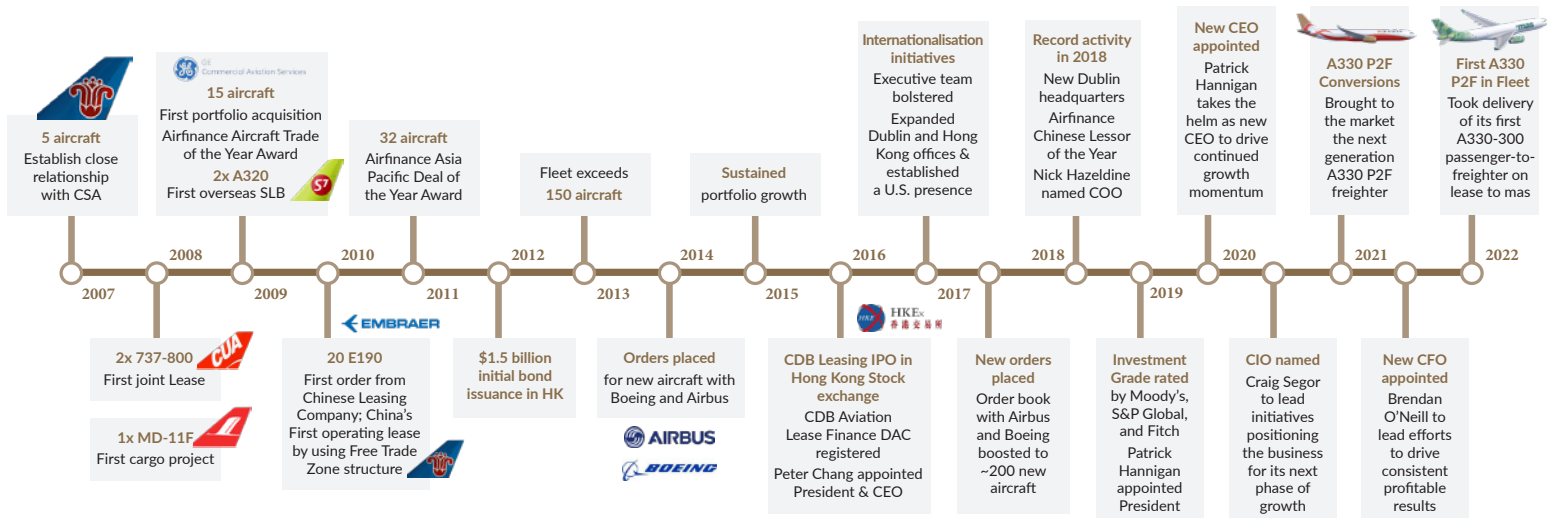 5 aircraft
Establish close
relationship
with CSA
2007
2x 737-800
CUA
First joint Lease
1x MD-11F
First cargo project
2008
GE
Commercial Aviation Services
15 aircraft
First portfolio acquisition
Airfinance Aircraft Trade
of the Year Award
2x A320
First overseas SLB
S7
2009
EMBRAER
20 E190
First order from
Chinese Leasing
Company; China's
First operating lease
by using Free Trade
Zone structure
2010
32 aircraft
Airfinance Asia
Pacific Deal of
the Year Award
2011
$1.5 billion
initial bond
issuance in HK
2012
Fleet exceeds
150 aircraft
2013
Orders placed
for new aircraft with
Boeing and Airbus
AIRBUS
BOEING
2014
Sustained
portfolio growth
2015
HKEx
香港交易所
CDB Leasing IPO in
Hong Kong Stock
exchange
CDB Aviation
Lease Finance DAC
registered
Peter Chang appointed
President & CEO
2016
Internationalisation
initiatives
Executive team
bolstered
Expanded
Dublin and Hong
Kong offices &
established
a U.S. presence
2017
New orders
placed
Order book
with Airbus
and Boeing
boosted to
~200 new
aircraft
2018
Record activity
in 2018
New Dublin
headquarters
Airfinance
Chinese Lessor
of the Year
Nick Hazeldine
named COO
2019
Investment
Grade rated
by Moody's,
S&P Global,
and Fitch
Patrick
Hannigan
appointed
President
New CEO
appointed
Patrick
Hannigan
takes the
helm as new
CEO to drive
continued
growth
momentum
2020
CIO named
Craig Segor
to lead
initiatives
positioning
the business
for its next
phase of
growth
A330 P2F
Conversions
Brought to
the market
the next
generation
A330 P2F
freighter
2021
New CFO
appointed
Brendan
O'Neill to
lead efforts
to drive
consistent
profitable
results
First A330
P2F in Fleet
Took delivery
of its first
A330-300
passenger-to-
freighter on
lease to mas
2022